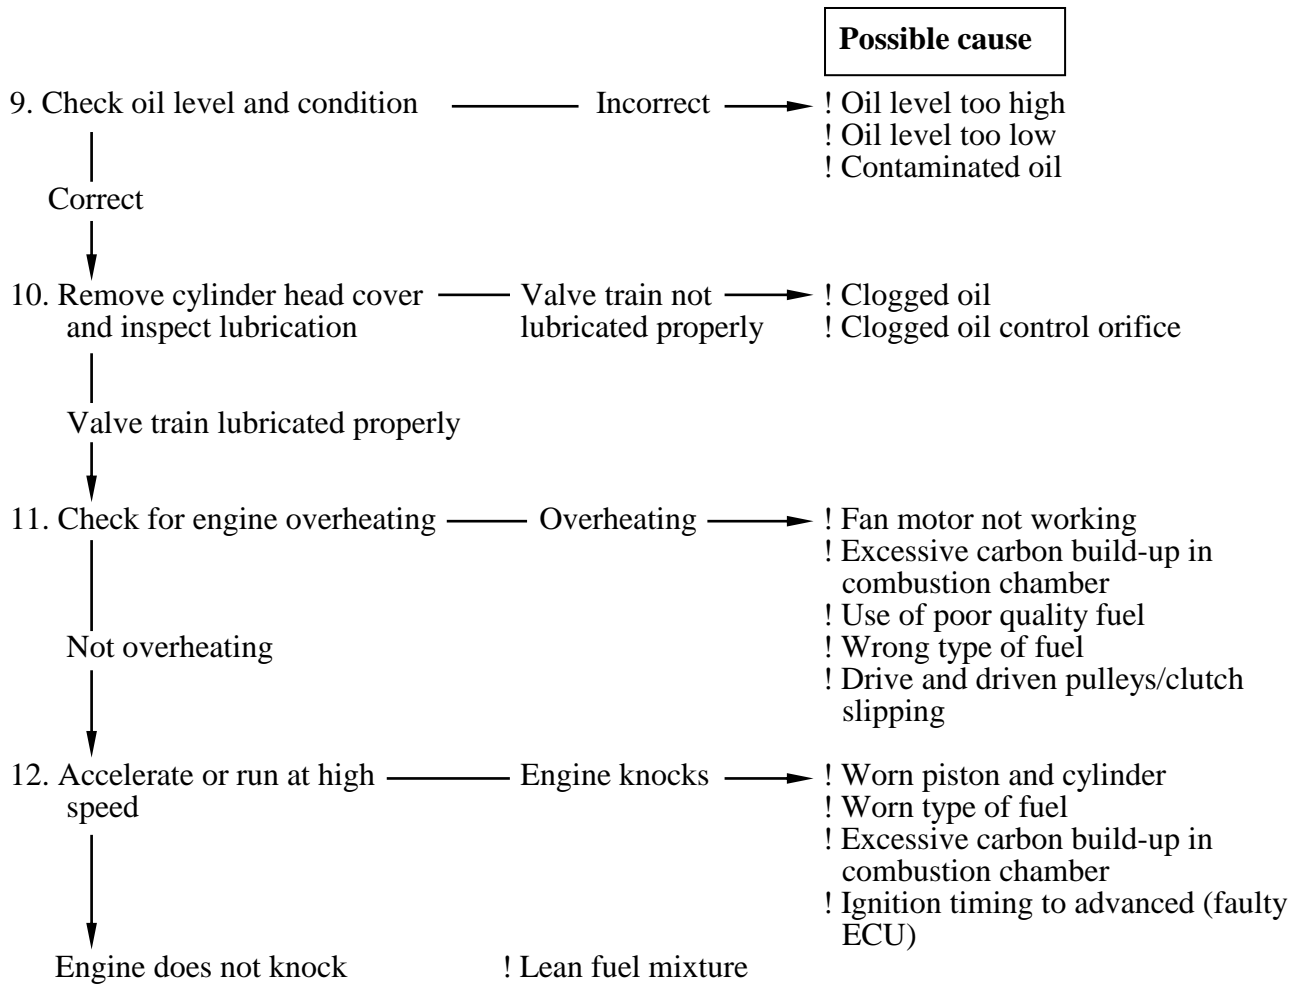 Possible cause
9. Check oil level and condition Incorrect ! Oil level too high
! Oil level too low
! Contaminated oil
Correct
10. Remove cylinder head cover Valve train not ! Clogged oil
and inspect lubrication lubricated properly ! Clogged oil control orifice
Valve train lubricated properly
11. Check for engine overheating Overheating ! Fan motor not working
! Excessive carbon build-up in
combustion chamber
! Use of poor quality fuel
Not overheating ! Wrong type of fuel
! Drive and driven pulleys/clutch
slipping
12. Accelerate or run at high Engine knocks ! Worn piston and cylinder
speed ! Worn type of fuel
! Excessive carbon build-up in
combustion chamber
! Ignition timing to advanced (faulty
ECU)
Engine does not knock ! Lean fuel mixture